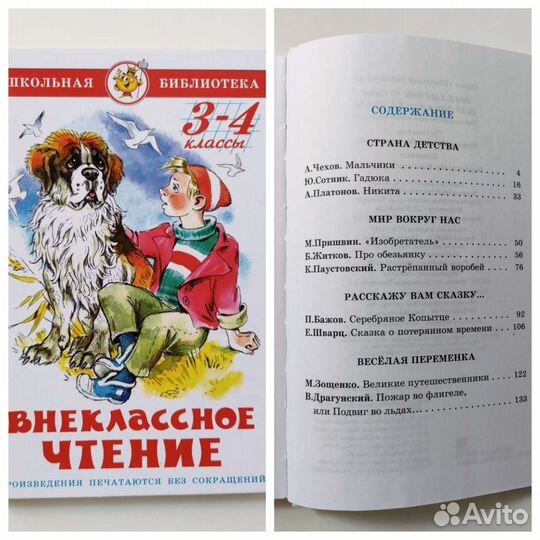 ШКОЛЬНАЯ БИБЛИОТЕКА
3-4
классы
ВНЕКЛАССНОЕ
ЧТЕНИЕ
РОИЗВЕДЕНИЯ ПЕЧАТАЮТСЯ БЕЗ СОКРАЩЕНИЙ
СОДЕРЖАНИЕ
СТРАНА ДЕТСТВА
А.Чехов. Мальчики 4
Ю.Сотник. Гадюка 16
А.Платонов. Никита 33
МИР ВОКРУГ НАС
М.Пришвин. «Изобретатель» 50
Б.Житков. Про обезьянку 56
К.Паустовский. Растрёпанный воробей 76
РАССКАЖУ ВАМ СКАЗКУ...
П.Бажов. Серебряное Копытце 92
Е.Шварц. Сказка о потерянном времени 106
ВЕСЁЛАЯ ПЕРЕМЕНКА
М.Зощенко. Великие путешественники 122
В.Драгунский. Пожар во флигеле,
или Подвиг во льдах... 133
Avito